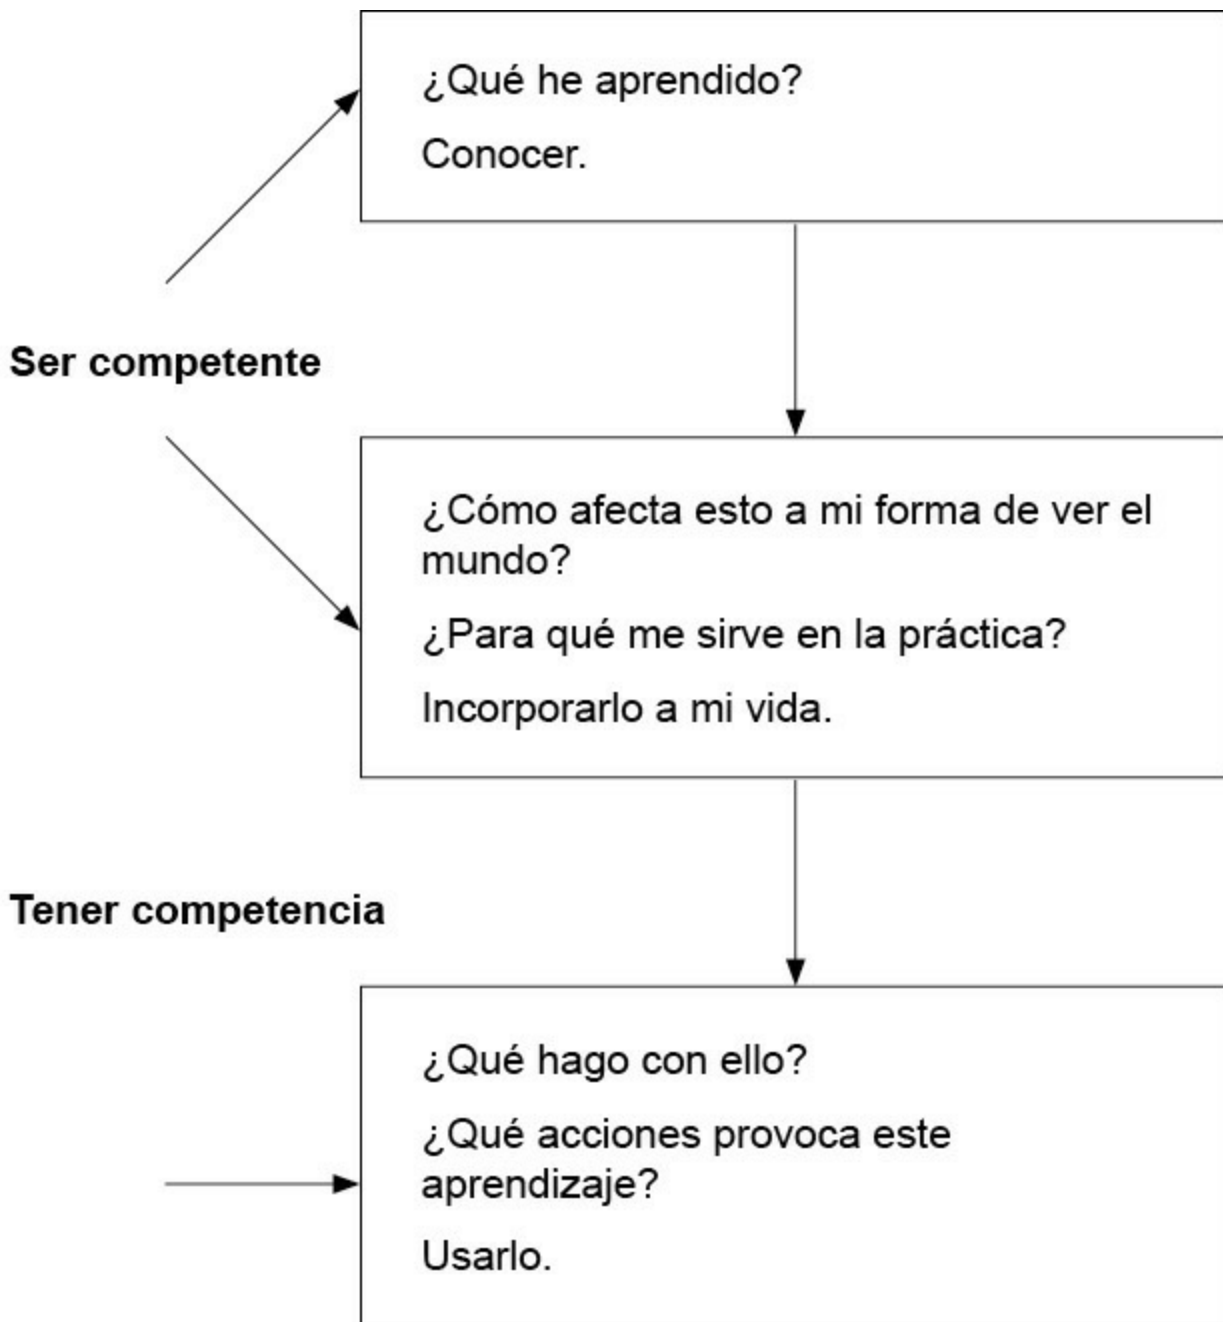 ¿Qué he aprendido?
Conocer.
Ser competente
¿Cómo afecta esto a mi forma de ver el
mundo?
¿Para qué me sirve en la práctica?
Incorporarlo a mi vida.
Tener competencia
¿Qué hago con ello?
¿Qué acciones provoca este
aprendizaje?
Usarlo.